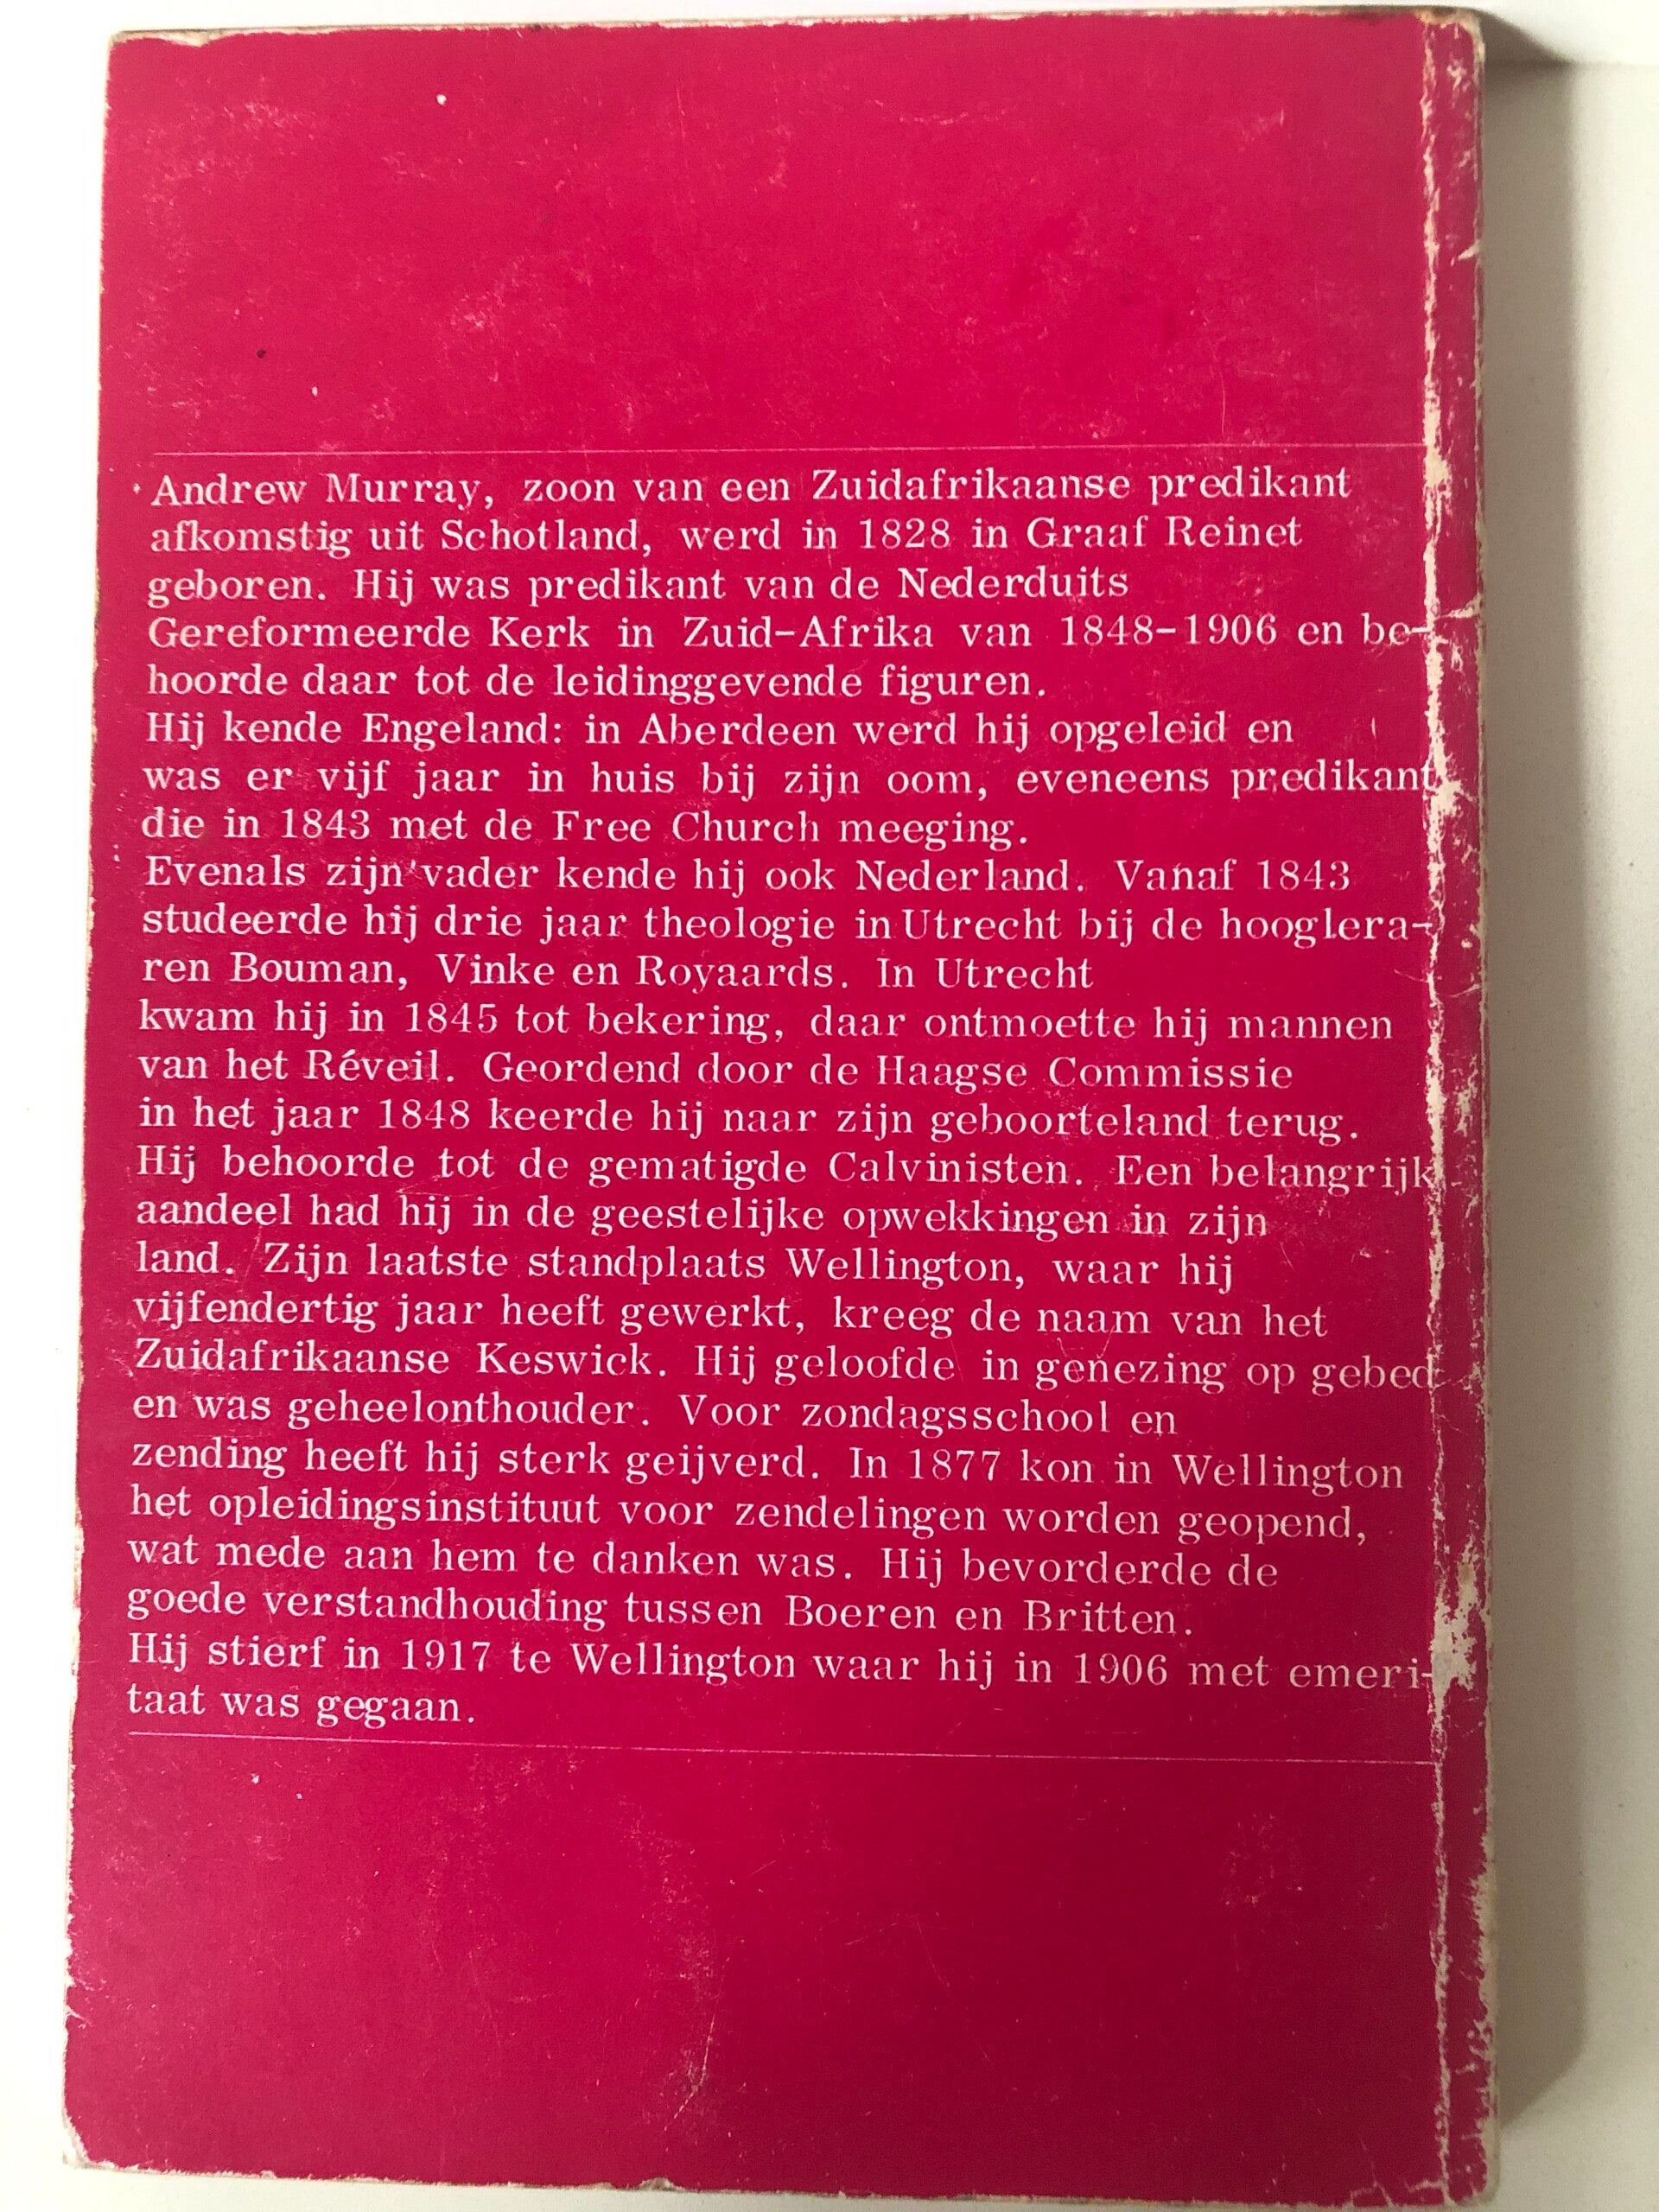 Andrew Murray, zoon van een Zuidafrikaanse predikant
afkomstig uit Schotland, werd in 1828 in Graaf Reinet
geboren. Hij was predikant van de Nederduits
Gereformeerde Kerk in Zuid-Afrika van 1848-1906 en be-
hoorde daar tot de leidinggevende figuren.
Hij kende Engeland: in Aberdeen werd hij opgeleid en
was er vijf jaar in huis bij zijn oom, eveneens predikant
die in 1843 met de Free Church meeging.
Evenals zijn vader kende hij ook Nederland. Vanaf 1843
studeerde hij drie jaar theologie in Utrecht bij de hooglera-
ren Bouman, Vinke en Royaards. In Utrecht
kwam hij in 1845 tot bekering, daar ontmoette hij mannen
van het Réveil. Geordend door de Haagse Commissie
in het jaar 1848 keerde hij naar zijn geboorteland terug.
Hij behoorde tot de gematigde Calvinisten. Een belangrijk
aandeel had hij in de geestelijke opwekkingen in zijn
land. Zijn laatste standplaats Wellington, waar hij
vijfendertig jaar heeft gewerkt, kreeg de naam van het
Zuidafrikaanse Keswick. Hij geloofde in genezing op gebed
en was geheelonthouder. Voor zondagsschool en
zending heeft hij sterk geijverd. In 1877 kon in Wellington
het opleidingsinstituut voor zendelingen worden geopend,
wat mede aan hem te danken was. Hij bevorderde de
goede verstandhouding tussen Boeren en Britten.
Hij stierf in 1917 te Wellington waar hij in 1906 met emeri-
taat was gegaan.